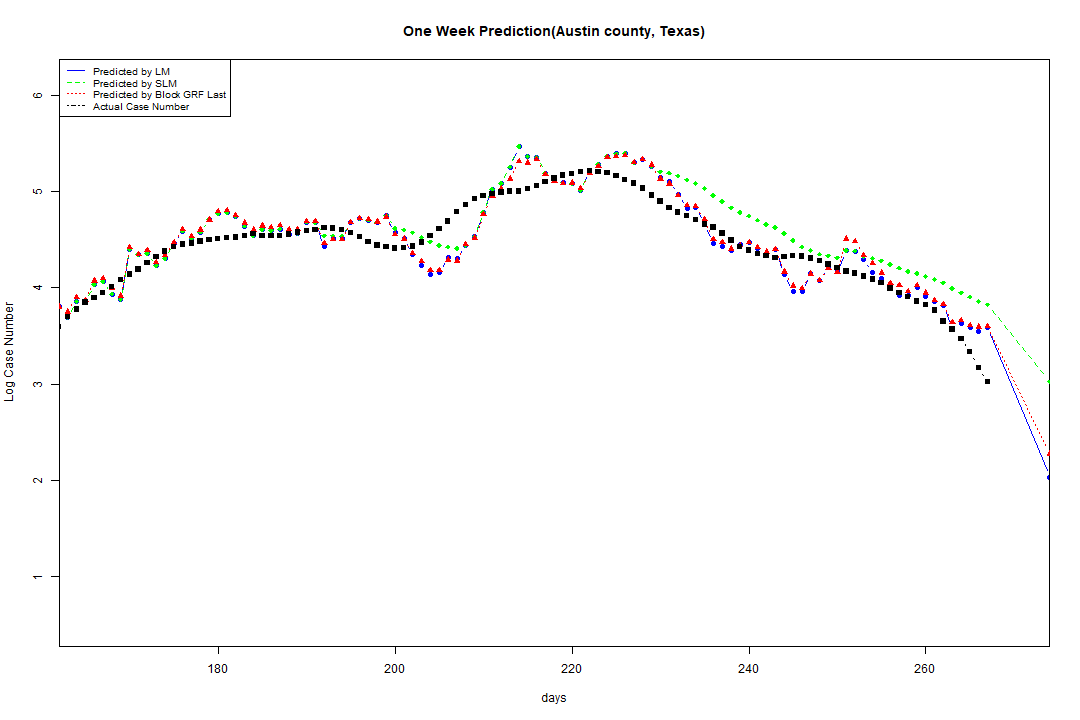 One Week Prediction(Austin county, Texas)
Predicted by LM
Predicted by SLM
Predicted by Block GRF Last
Actual Case Number
6
5
4
3
2
1
Log Case Number
180
200
220
240
260
days